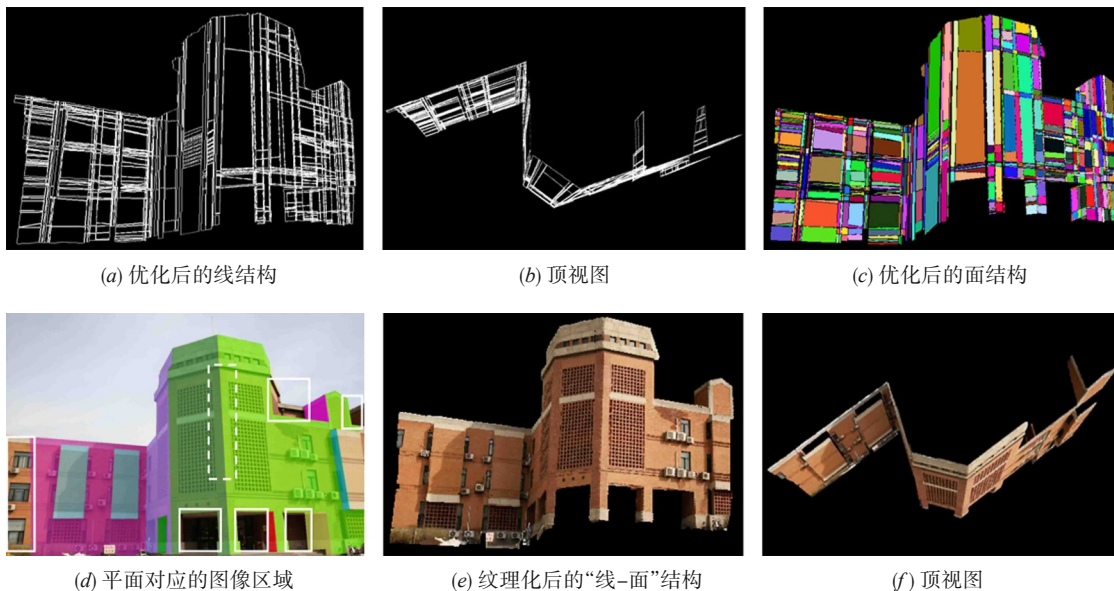 (a) 优化后的线结构
(b) 顶视图
(c) 优化后的面结构
(d) 平面对应的图像区域
(e) 纹理化后的“线–面”结构
(f) 顶视图